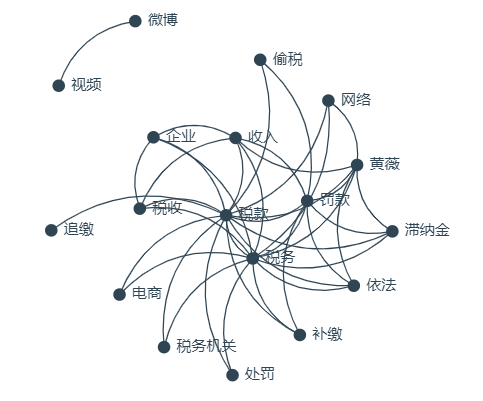 微博
偷税
视频
网络
企业
收入
黄薇
罚款
税收
税款
追缴
滞纳金
税务
依法
电商
补缴
税务机关
处罚